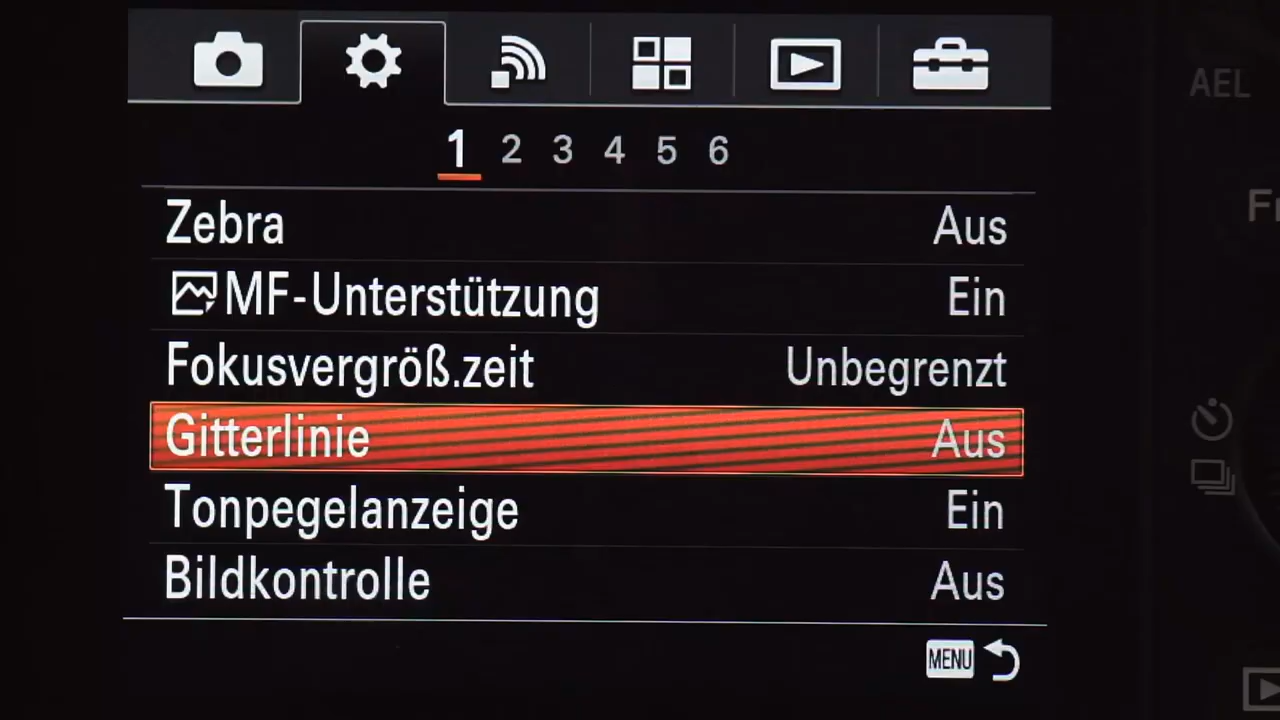 AEL
1 2 3 4 5 6
Zebra Aus
MF-Unterstützung Ein
Fokusvergröß.zeit Unbegrenzt
Gitterlinie Aus
Tonpegelanzeige Ein
Bildkontrolle Aus
MENU